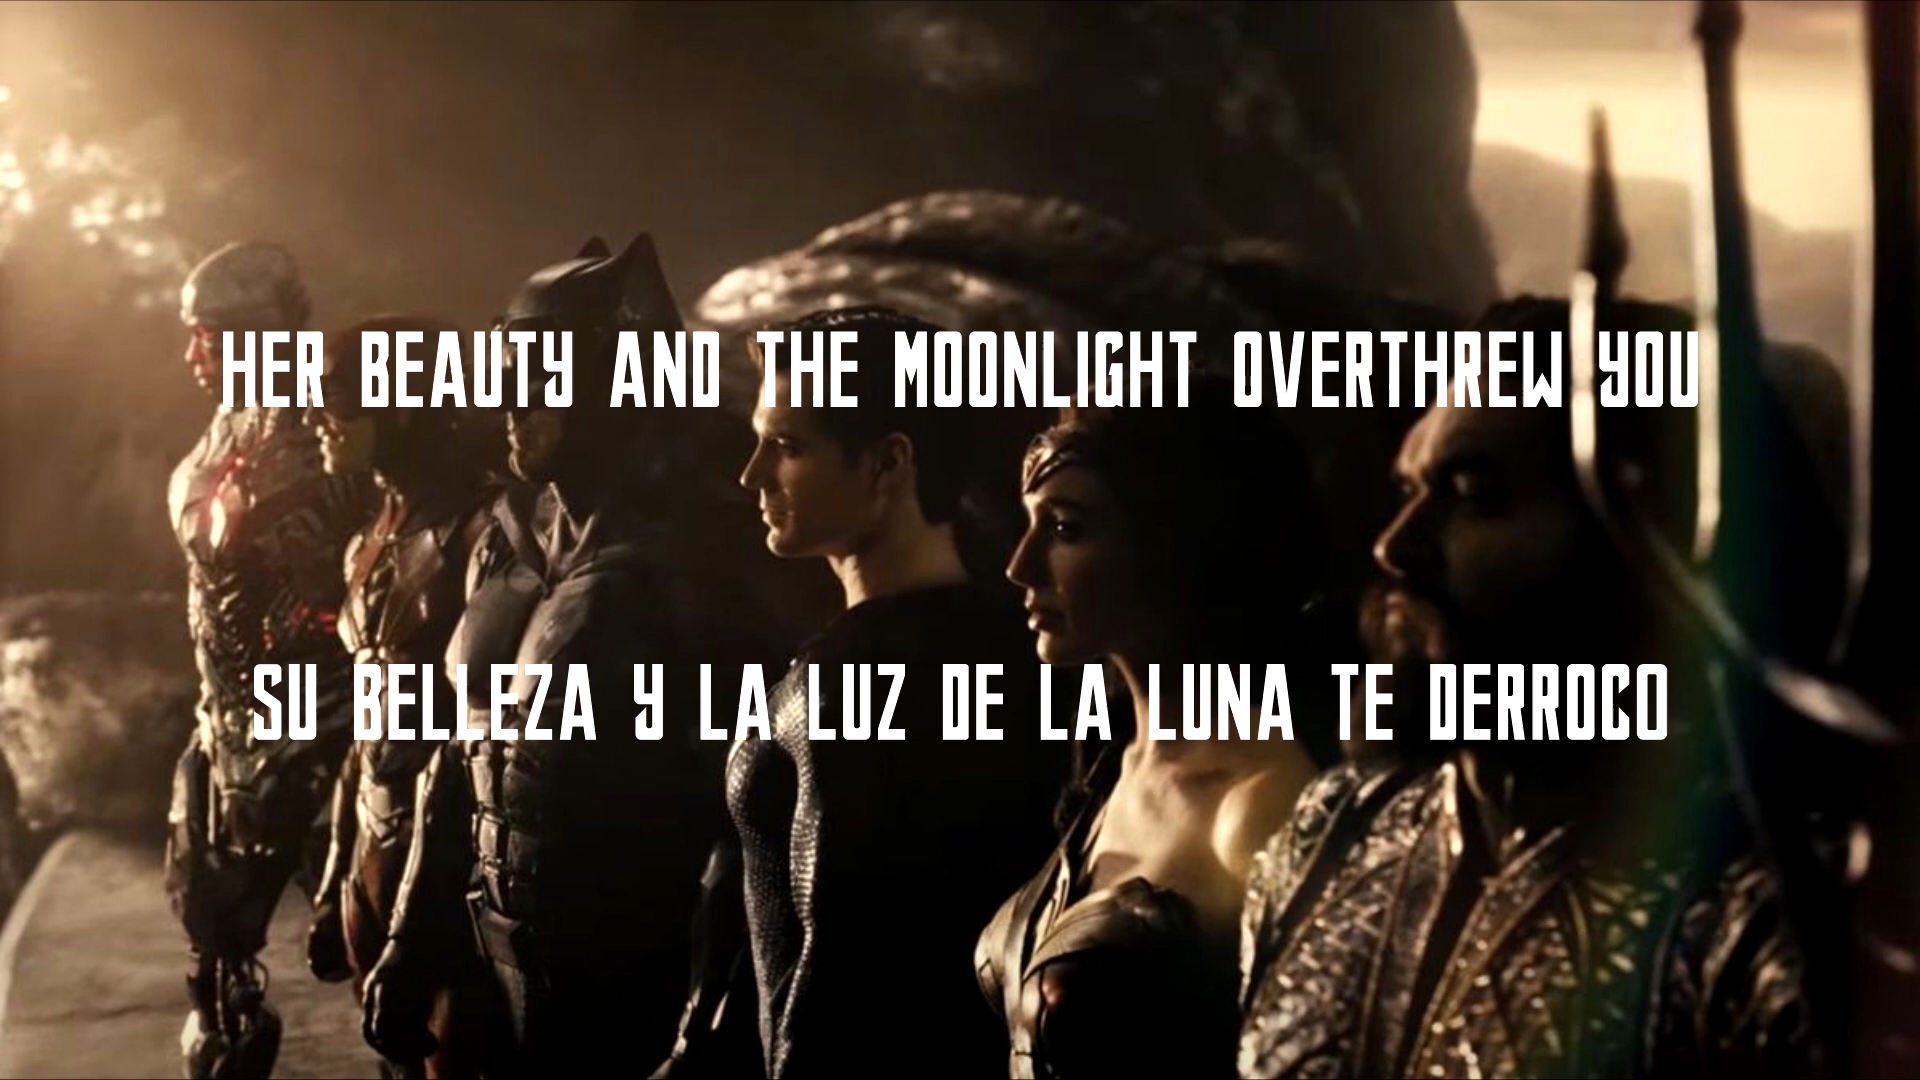 HER BEAUTY AND THE MOONLIGHT OVERTHREW YOU
SU BELLEZA Y LA LUZ DE LA LUNA TE DERROCO